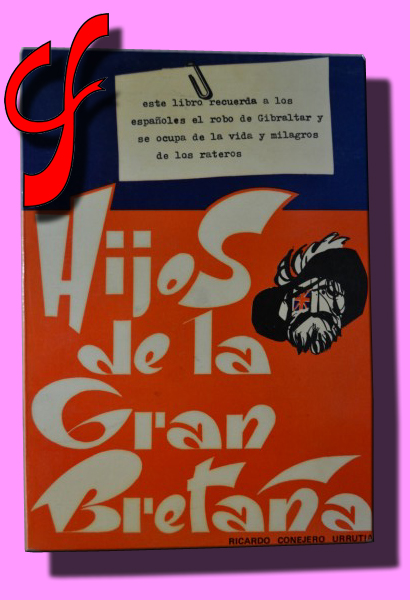 este libro recuerda a los
españoles el robo de Gibraltar y
se ocupa de la vida y milagros
de los rateros
Hijos
de la
Gran
Bretaña
RICARDO CONEJERO URRUTIA